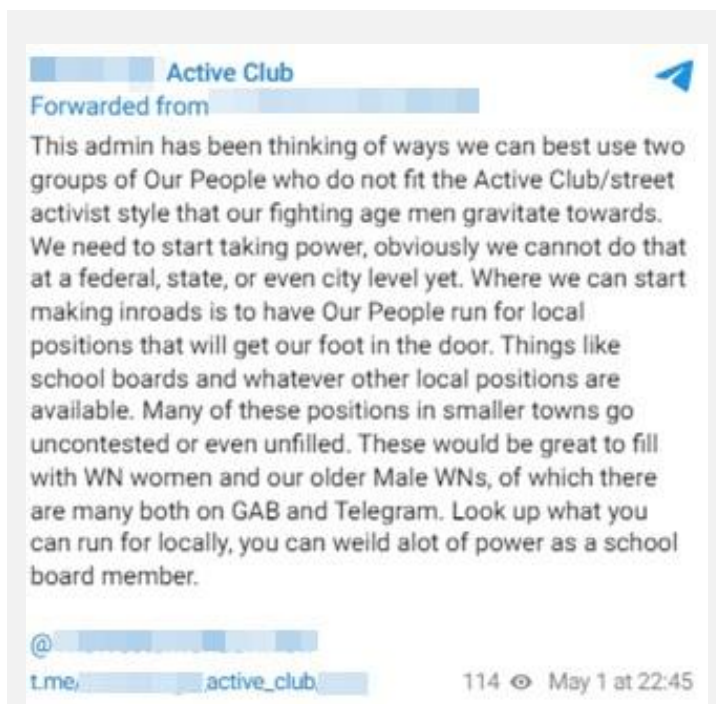 Active Club
Forwarded from
This admin has been thinking of ways we can best use two
groups of Our People who do not fit the Active Club/street
activist style that our fighting age men gravitate towards.
We need to start taking power, obviously we cannot do that
at a federal, state, or even city level yet. Where we can start
making inroads is to have Our People run for local
positions that will get our foot in the door. Things like
school boards and whatever other local positions are
available. Many of these positions in smaller towns go
uncontested or even unfilled. These would be great to fill
with WN women and our older Male WNs, of which there
are many both on GAB and Telegram. Look up what you
can run for locally, you can weild alot of power as a school
board member.
@
t.me/ active_club/
114 May 1 at 22:45